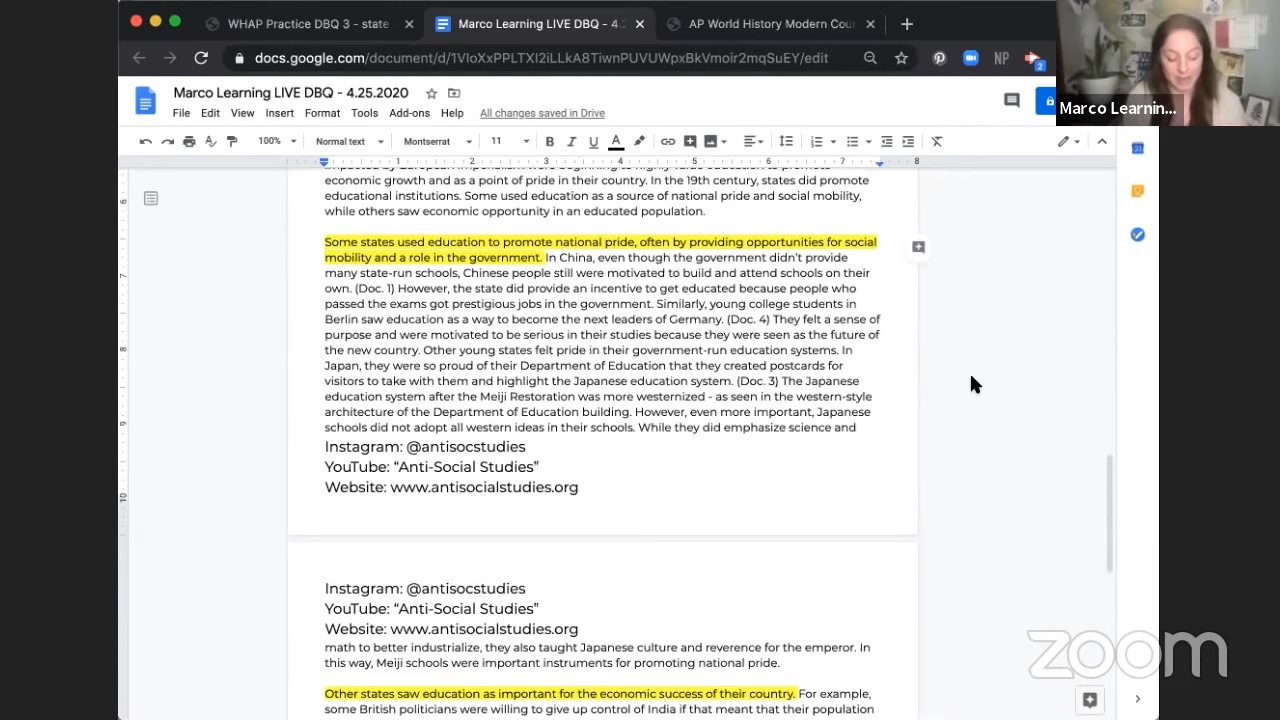 WHAP Practice DBQ 3 - state
Marco Learning LIVE DBQ - 4.2
AP World History Modern Cou
docs.google.com/document/d/1VloXxPPLTXI2iLLkA8TiwnPUVUWpxBkVmoir2mqSuEY/edit
NP
2
Marco Learnin...
Marco Learning LIVE DBQ - 4.25.2020
File Edit View Insert Format Tools Add-ons Help All changes saved in Drive
100% Normal text Montserrat 11 B I U A
1 2 3 4 5 6 7 8
economic growth and as a point of pride in their country. In the 19th century, states did promote
educational institutions. Some used education as a source of national pride and social mobility,
while others saw economic opportunity in an educated population.
Some states used education to promote national pride, often by providing opportunities for social
mobility and a role in the government. In China, even though the government didn't provide
many state-run schools, Chinese people still were motivated to build and attend schools on their
own. (Doc. 1) However, the state did provide an incentive to get educated because people who
passed the exams got prestigious jobs in the government. Similarly, young college students in
Berlin saw education as a way to become the next leaders of Germany. (Doc. 4) They felt a sense of
purpose and were motivated to be serious in their studies because they were seen as the future of
the new country. Other young states felt pride in their government-run education systems. In
Japan, they were so proud of their Department of Education that they created postcards for
visitors to take with them and highlight the Japanese education system. (Doc. 3) The Japanese
education system after the Meiji Restoration was more westernized - as seen in the western-style
architecture of the Department of Education building. However, even more important, Japanese
schools did not adopt all western ideas in their schools. While they did emphasize science and
Instagram: @antisocstudies
YouTube: “Anti-Social Studies”
Website: www.antisocialstudies.org
Instagram: @antisocstudies
YouTube: “Anti-Social Studies”
Website: www.antisocialstudies.org
math to better industrialize, they also taught Japanese culture and reverence for the emperor. In
this way, Meiji schools were important instruments for promoting national pride.
Other states saw education as important for the economic success of their country. For example,
some British politicians were willing to give up control of India if that meant that their population
6
7
8
9
10
31
zoom